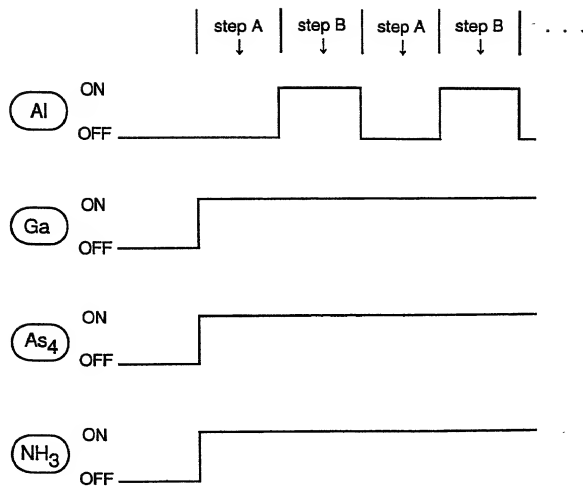 step A step B step A step B . . .
ON
Al
OFF
ON
Ga
OFF
ON
As4
OFF
ON
NH3
OFF